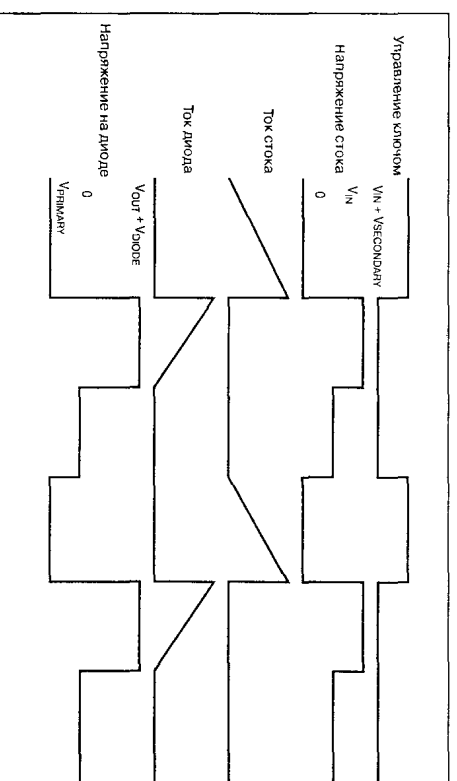 Управление ключом
VIN + VSECONDARY
Напряжение стока
VIN
0
Ток стока
Ток диода
VOUT + VDIODE
Напряжение на диоде
0
VPRIMARY